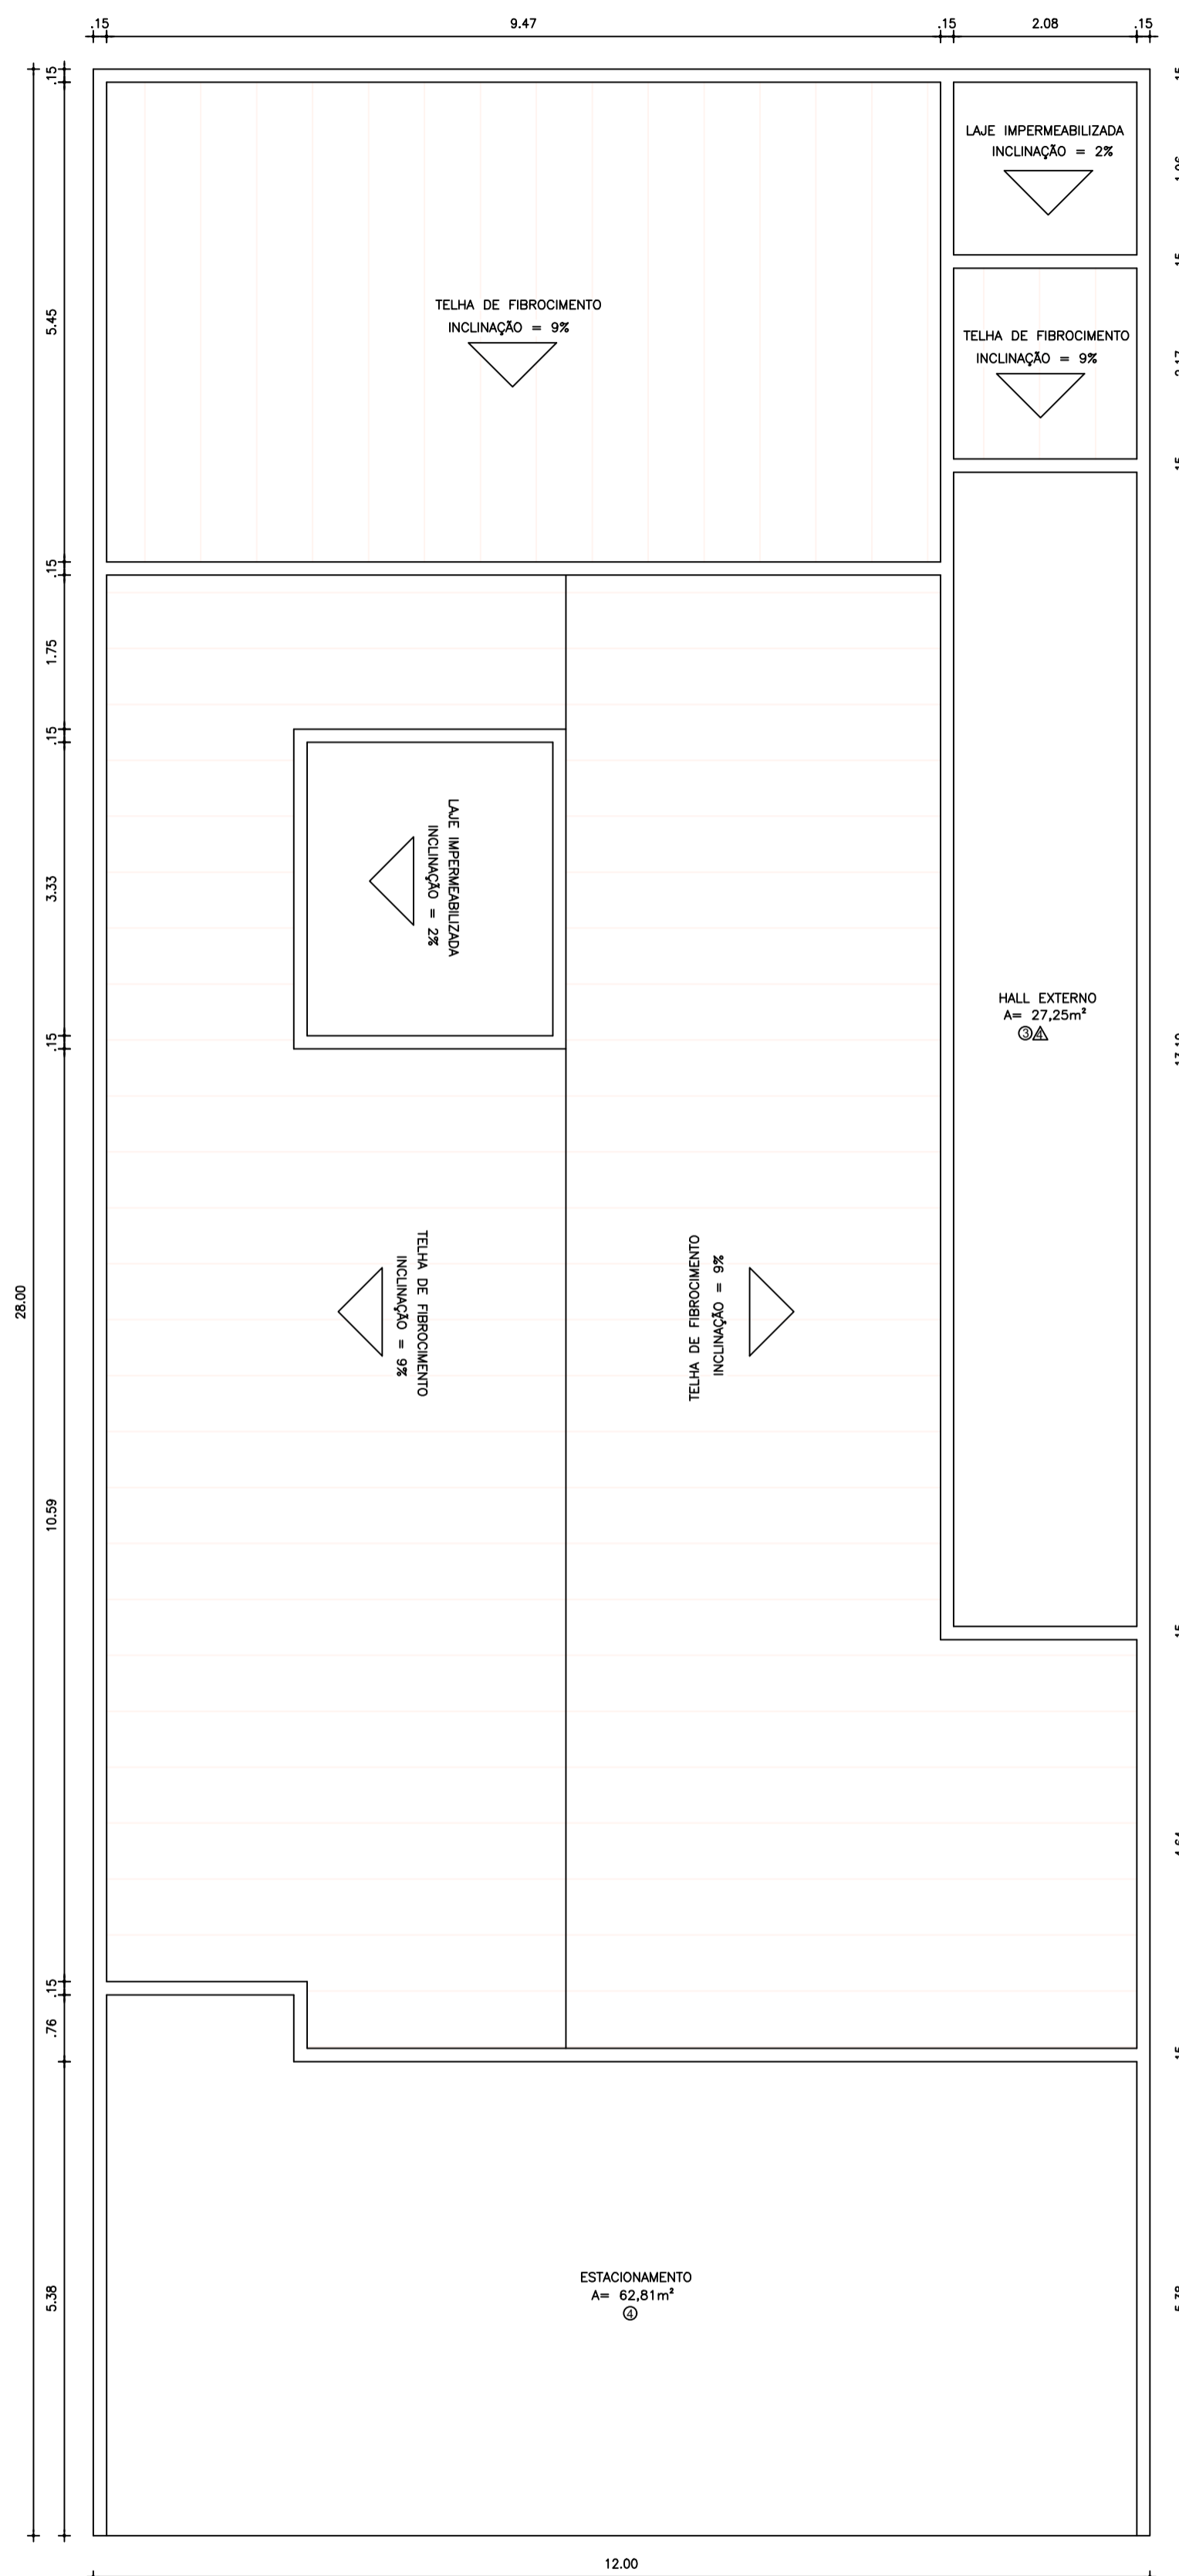 .15
9.47
.15
2.08
.15
.15
LAJE IMPERMEABILIZADA
INCLINAÇÃO = 2%
5.45
TELHA DE FIBROCIMENTO
INCLINAÇÃO = 9%
TELHA DE FIBROCIMENTO
INCLINAÇÃO = 9%
.15
1.75
.15
3.33
LAJE IMPERMEABILIZADA
INCLINAÇÃO = 2%
.15
HALL EXTERNO
A= 27,25m²
3 4
28.00
TELHA DE FIBROCIMENTO
INCLINAÇÃO = 9%
TELHA DE FIBROCIMENTO
INCLINAÇÃO = 9%
10.59
.15
.76
5.38
ESTACIONAMENTO
A= 62,81m²
4
12.00